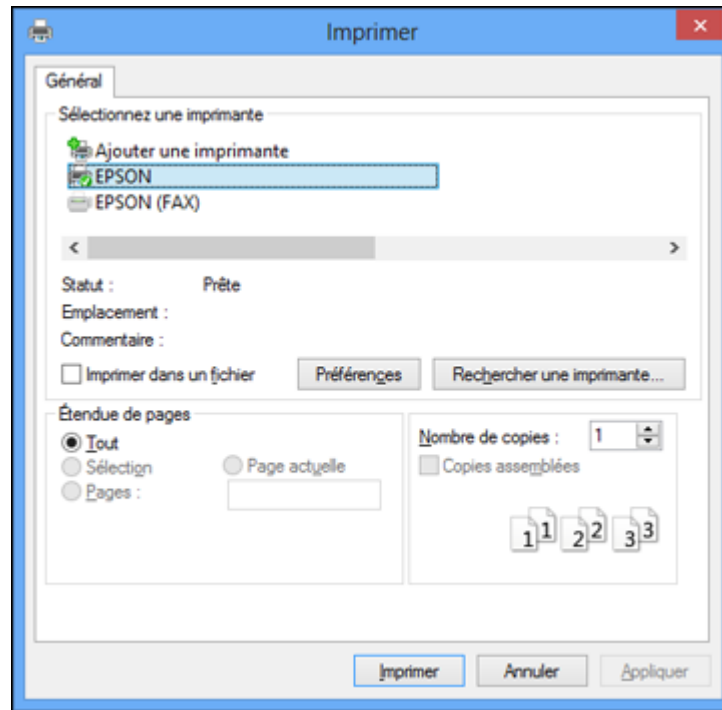 Imprimer
Général
Sélectionnez une imprimante
Ajouter une imprimante
EPSON
EPSON (FAX)
Statut : Prête
Emplacement :
Commentaire :
Imprimer dans un fichier Préférences Rechercher une imprimante...
Étendue de pages
Tout
Sélection Page actuelle
Pages :
Nombre de copies : 1
Copies assemblées
1 1 2 2 3 3
Imprimer Annuler Appliquer